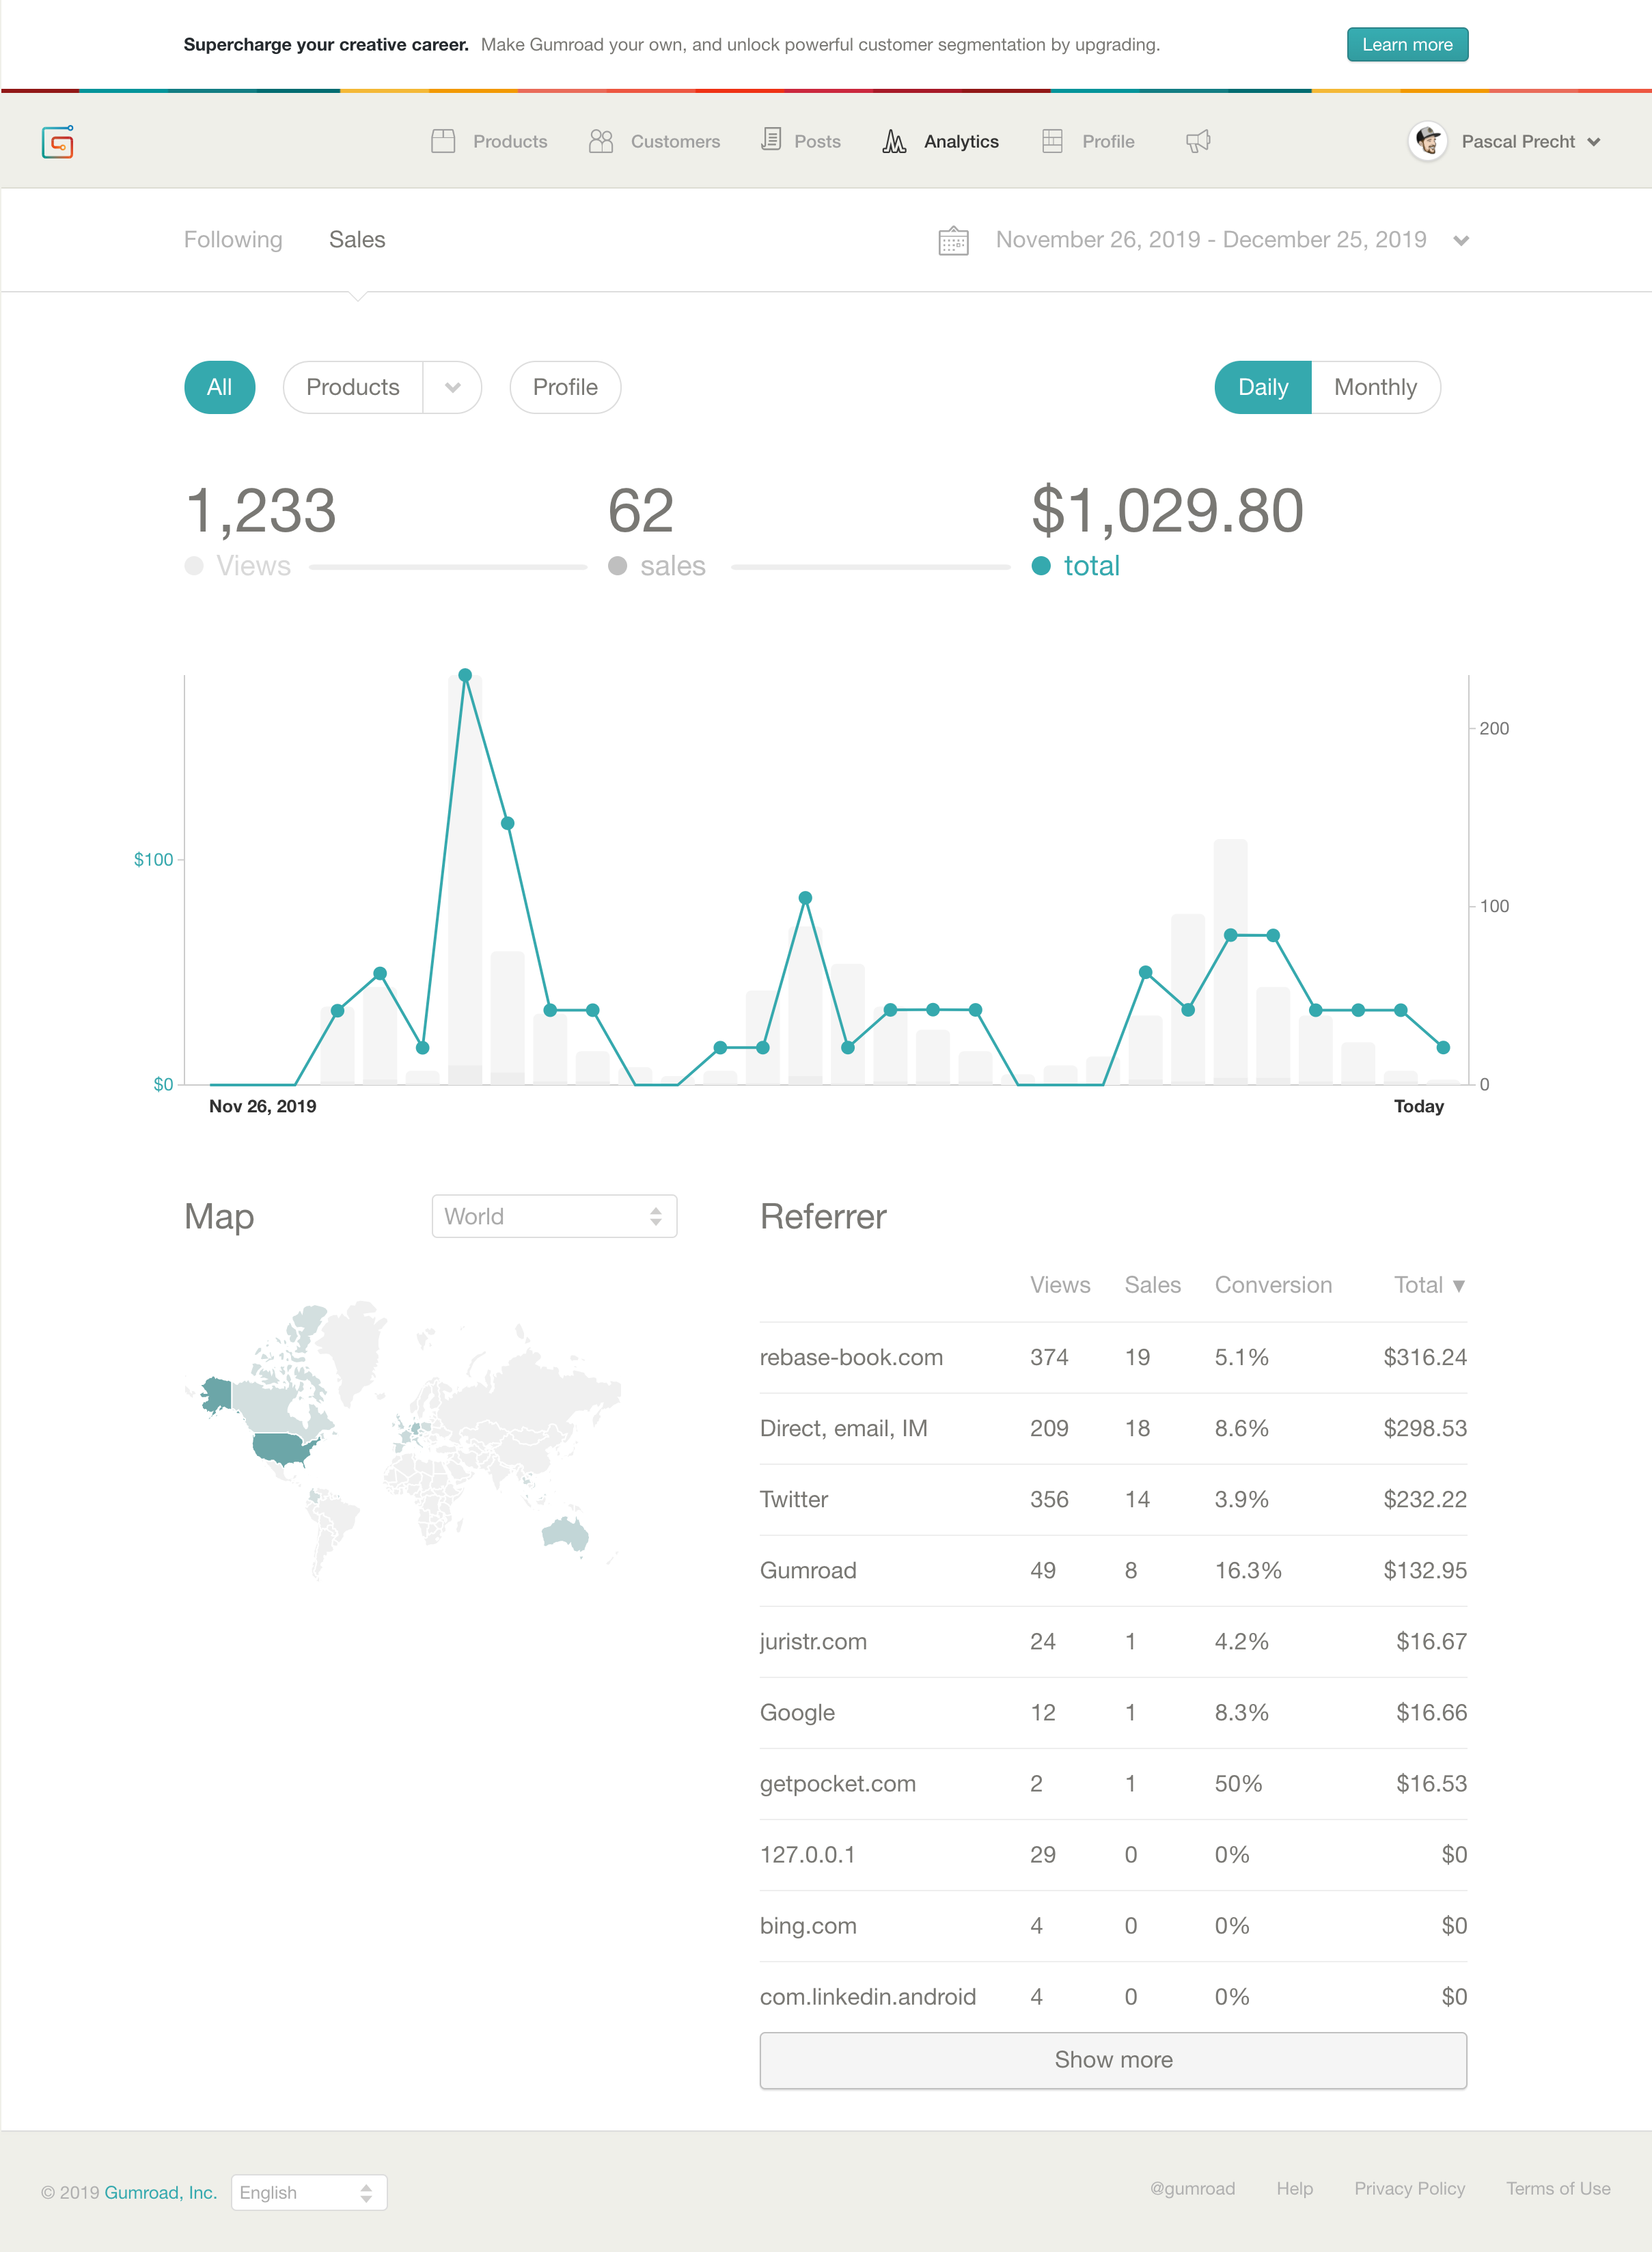 Supercharge your creative career. Make Gumroad your own, and unlock powerful customer segmentation by upgrading. Learn more
Products Customers Posts Analytics Profile Pascal Precht
Following Sales November 26, 2019 - December 25, 2019
All Products Profile Daily Monthly
1,233 62 $1,029.80
Views sales total
200
$100
100
$0 0
Nov 26, 2019 Today
Map World Referrer
Views Sales Conversion Total ▼
rebase-book.com 374 19 5.1% $316.24
Direct, email, IM 209 18 8.6% $298.53
Twitter 356 14 3.9% $232.22
Gumroad 49 8 16.3% $132.95
juristr.com 24 1 4.2% $16.67
Google 12 1 8.3% $16.66
getpocket.com 2 1 50% $16.53
127.0.0.1 29 0 0% $0
bing.com 4 0 0% $0
com.linkedin.android 4 0 0% $0
Show more
© 2019 Gumroad, Inc. English @gumroad Help Privacy Policy Terms of Use